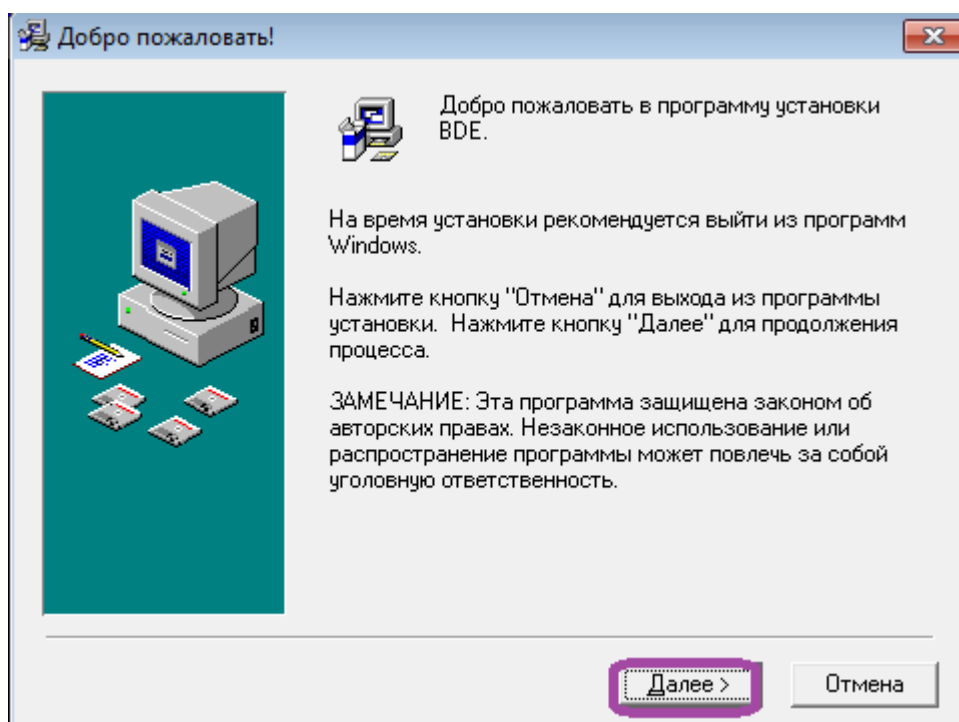 Добро пожаловать!
Добро пожаловать в программу установки
BDE.
На время установки рекомендуется выйти из программ
Windows.
Нажмите кнопку "Отмена" для выхода из программы
установки.  Нажмите кнопку "Далее" для продолжения
процесса.
ЗАМЕЧАНИЕ: Эта программа защищена законом об
авторских правах. Незаконное использование или
распространение программы может повлечь за собой
уголовную ответственность.
Далее >
Отмена